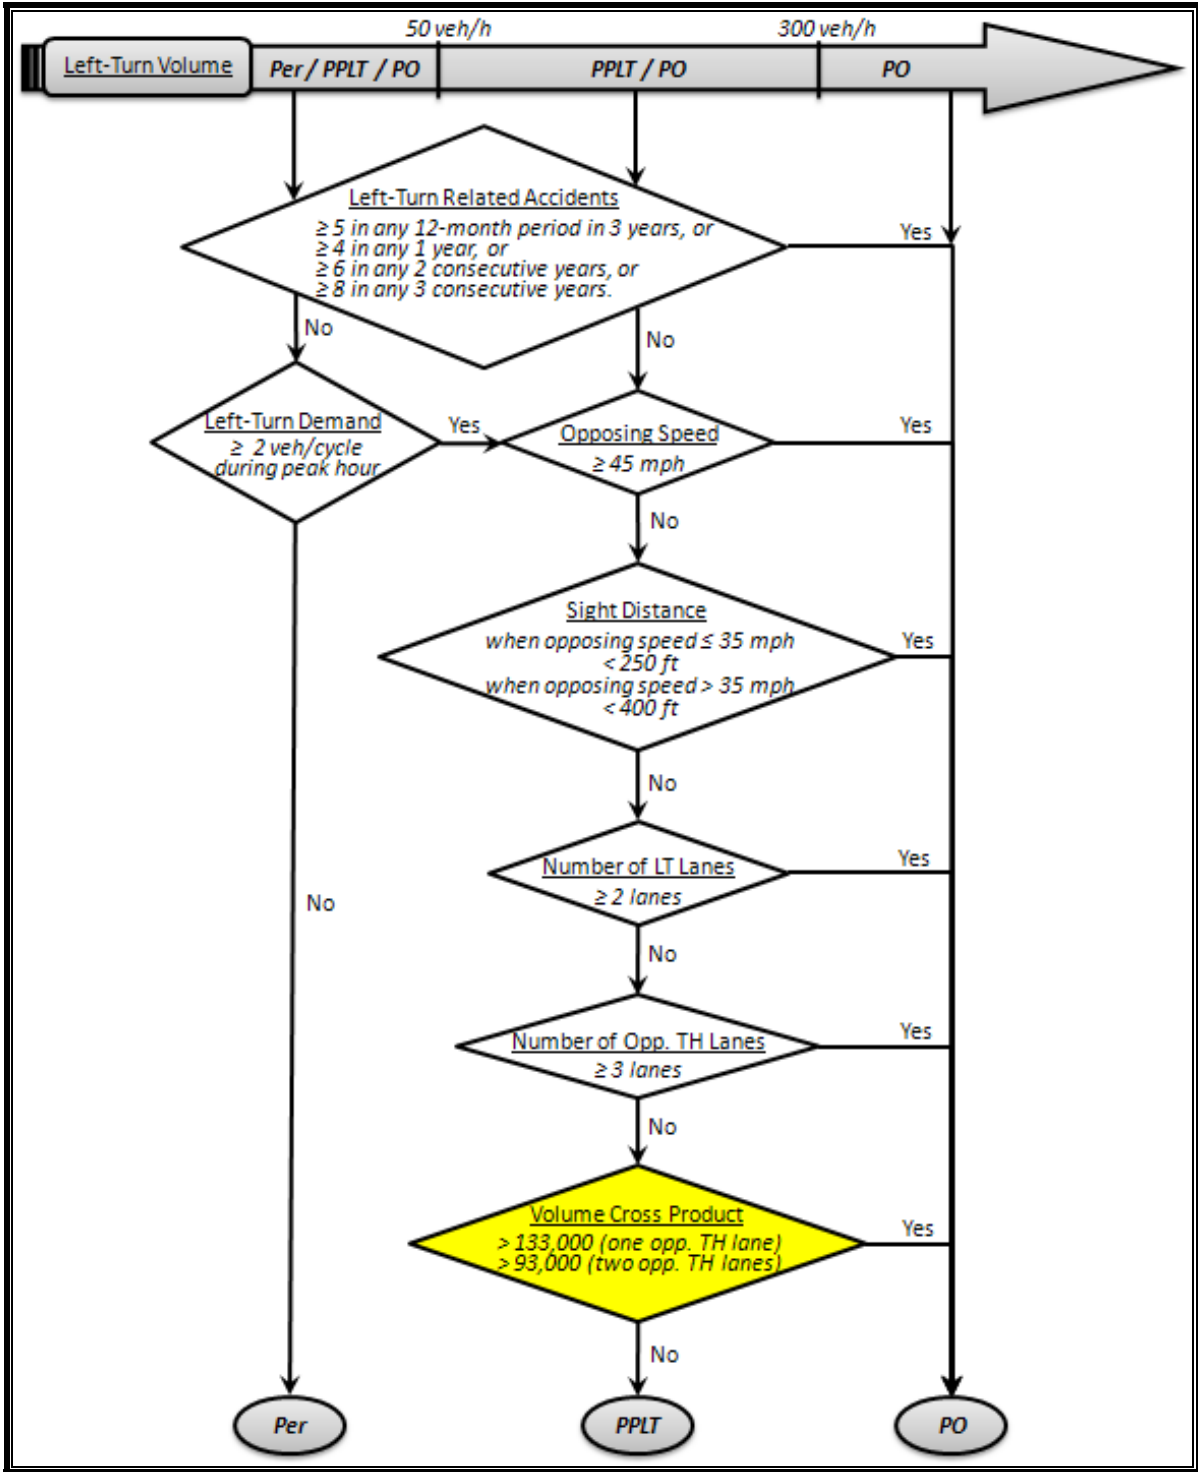 50 veh/h
300 veh/h
Left-Turn Volume
Per / PPLT / PO
PPLT / PO
PO
Left-Turn Related Accidents
≥ 5 in any 12-month period in 3 years, or
≥ 4 in any 1 year, or
≥ 6 in any 2 consecutive years, or
≥ 8 in any 3 consecutive years.
Yes
No
No
Left-Turn Demand
≥ 2 veh/cycle
during peak hour
Yes
Opposing Speed
≥ 45 mph
Yes
No
Sight Distance
when opposing speed ≤ 35 mph
< 250 ft
when opposing speed > 35 mph
< 400 ft
Yes
No
Number of LT Lanes
≥ 2 lanes
Yes
No
No
Number of Opp. TH Lanes
≥ 3 lanes
Yes
No
Volume Cross Product
> 133,000 (one opp. TH lane)
> 93,000 (two opp. TH lanes)
Yes
No
Per
PPLT
PO